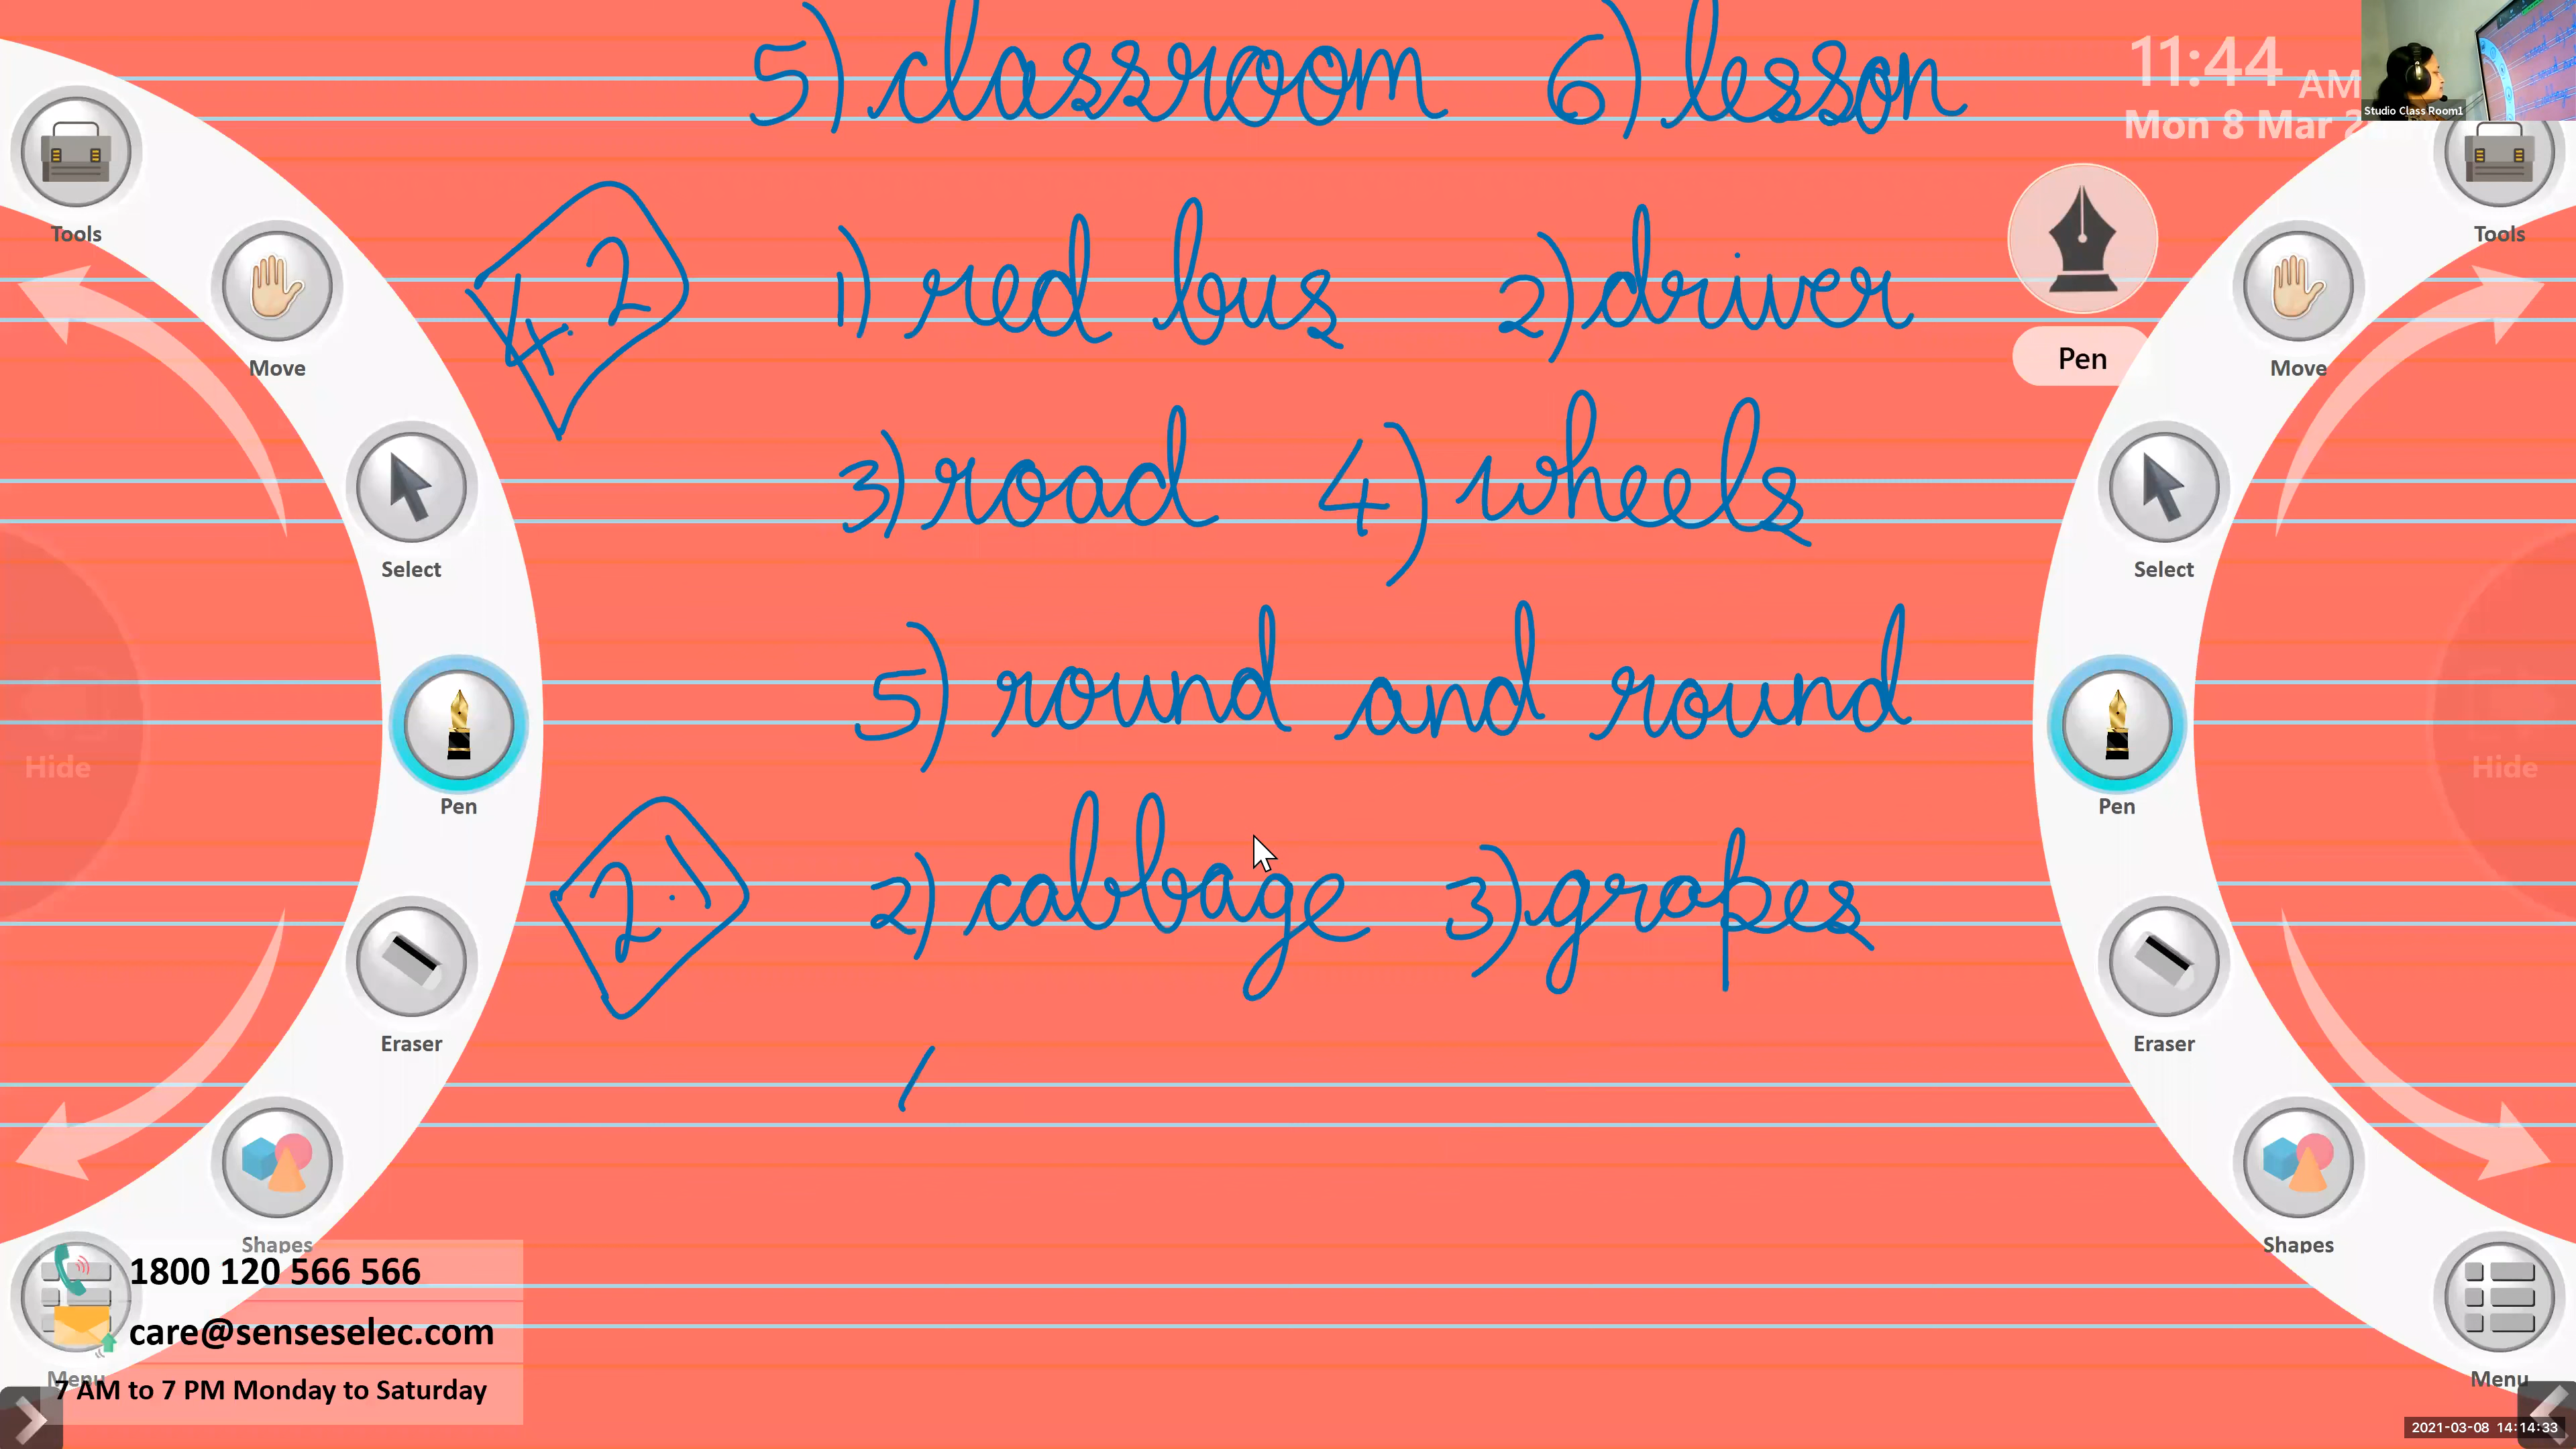 5) classroom 6) lesson
11:44 AM
Mon 8 Mar 2
Studio Class Room1
Tools
Tools
4.2 1) red bus 2) driver
Pen
Move
Move
3) road 4) wheels
Select
Select
5) round and round
Hide
Hide
Pen
Pen
2.1 2) cabbage 3) grapes
Eraser
Eraser
Shapes
Shapes
1800 120 566 566
care@senseselec.com
Menu
Menu
7 AM to 7 PM Monday to Saturday
2021-03-08 14:14:33